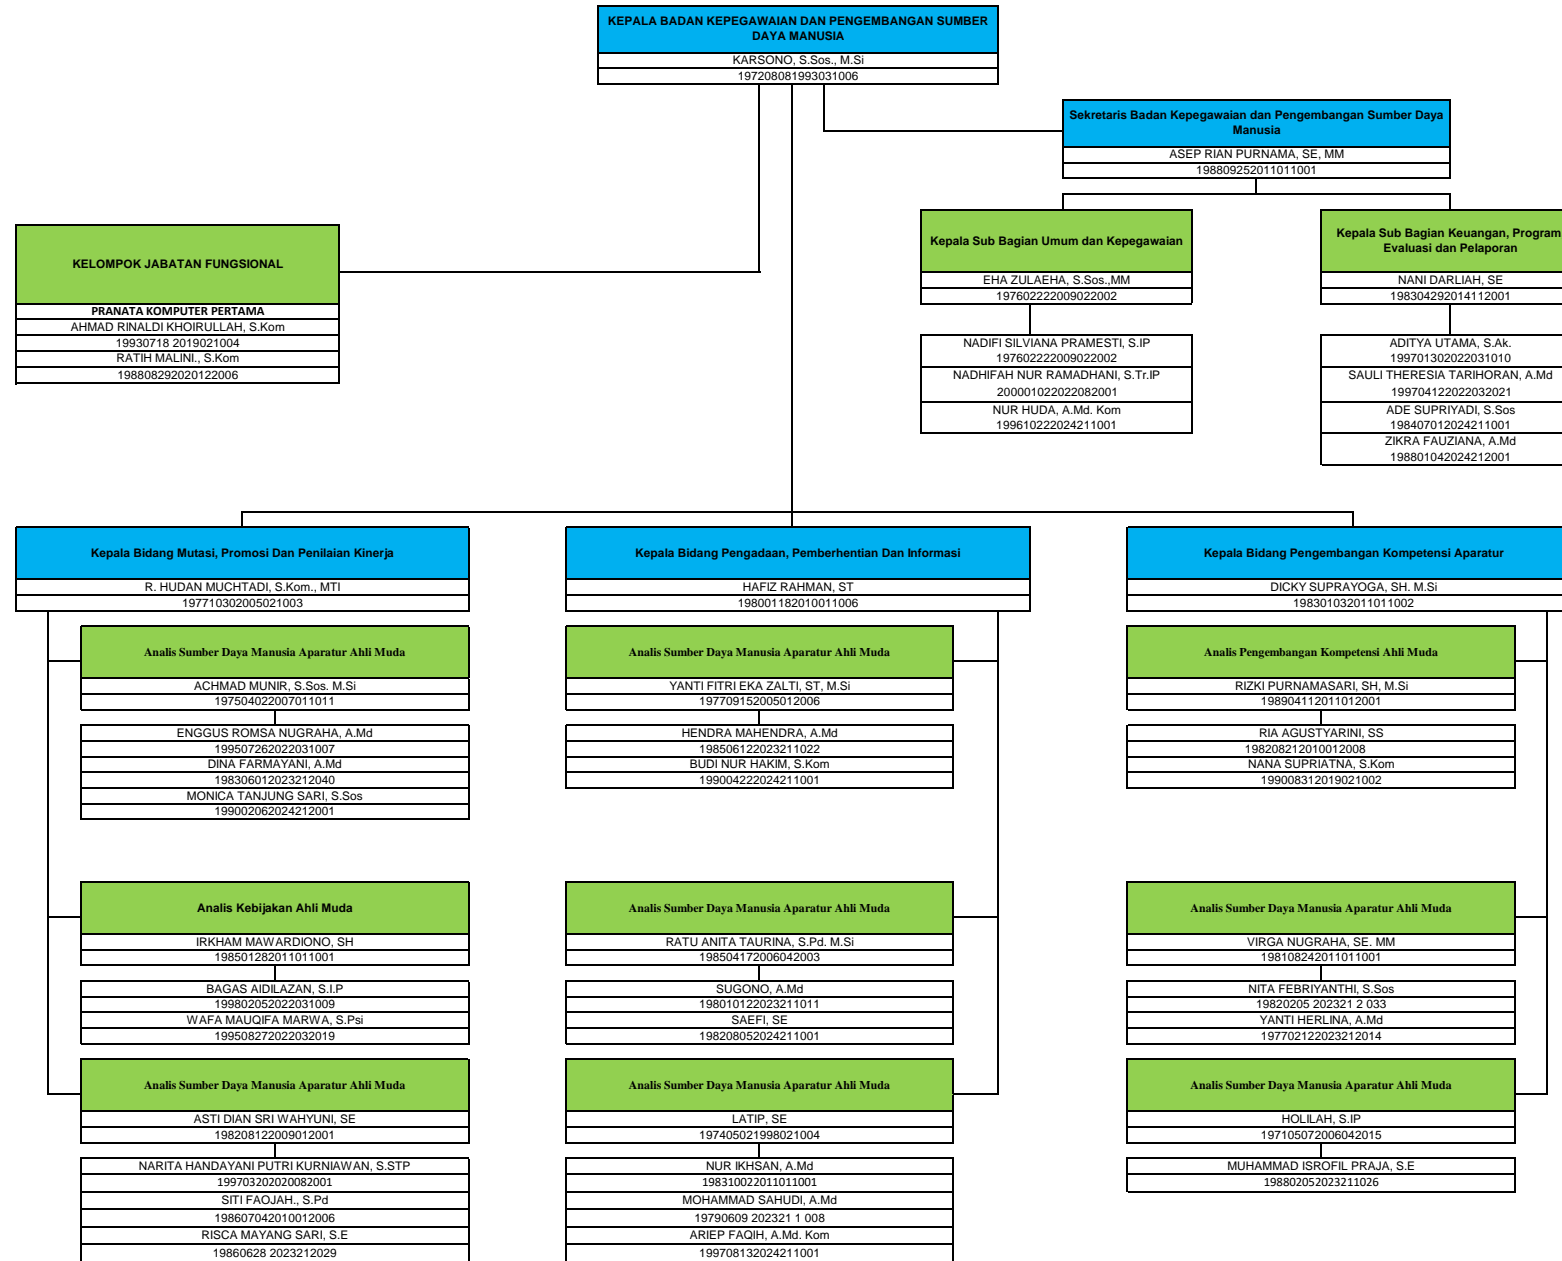 KEPALA BADAN KEPEGAWAIAN DAN PENGEMBANGAN SUMBER
DAYA MANUSIA
KARSONO, S.Sos., M.Si
197208081993031006
Sekretaris Badan Kepegawaian dan Pengembangan Sumber Daya
Manusia
ASEP RIAN PURNAMA, SE, MM
198809252011011001
KELOMPOK JABATAN FUNGSIONAL
PRANATA KOMPUTER PERTAMA
AHMAD RINALDI KHOIRULLAH, S.Kom
19930718 2019021004
RATIH MALINI., S.Kom
198808292020122006
Kepala Sub Bagian Umum dan Kepegawaian
EHA ZULAEHA, S.Sos.,MM
197602222009022002
NADIFI SILVIANA PRAMESTI, S.IP
197602222009022002
NADHIFAH NUR RAMADHANI, S.Tr.IP
200001022022082001
NUR HUDA, A.Md. Kom
199610222024211001
Kepala Sub Bagian Keuangan, Program
Evaluasi dan Pelaporan
NANI DARLIAH, SE
198304292014112001
ADITYA UTAMA, S.Ak.
199701302022031010
SAULI THERESIA TARIHORAN, A.Md
199704122022032021
ADE SUPRIYADI, S.Sos
198407012024211001
ZIKRA FAUZIANA, A.Md
198801042024212001
Kepala Bidang Mutasi, Promosi Dan Penilaian Kinerja
R. HUDAN MUCHTADI, S.Kom., MTI
197710302005021003
Analis Sumber Daya Manusia Aparatur Ahli Muda
ACHMAD MUNIR, S.Sos. M.Si
197504022007011011
ENGGUS ROMSA NUGRAHA, A.Md
199507262022031007
DINA FARMAYANI, A.Md
198306012023212040
MONICA TANJUNG SARI, S.Sos
199002062024212001
Analis Kebijakan Ahli Muda
IRKHAM MAWARDIONO, SH
198501282011011001
BAGAS AIDILAZAN, S.I.P
199802052022031009
WAFA MAUQIFA MARWA, S.Psi
199508272022032019
Analis Sumber Daya Manusia Aparatur Ahli Muda
ASTI DIAN SRI WAHYUNI, SE
198208122009012001
NARITA HANDAYANI PUTRI KURNIAWAN, S.STP
199703202020082001
SITI FAOJAH., S.Pd
198607042010012006
RISCA MAYANG SARI, S.E
19860628 2023212029
Kepala Bidang Pengadaan, Pemberhentian Dan Informasi
HAFIZ RAHMAN, ST
198001182010011006
Analis Sumber Daya Manusia Aparatur Ahli Muda
YANTI FITRI EKA ZALTI, ST, M.Si
197709152005012006
HENDRA MAHENDRA, A.Md
198506122023211022
BUDI NUR HAKIM, S.Kom
199004222024211001
Analis Sumber Daya Manusia Aparatur Ahli Muda
RATU ANITA TAURINA, S.Pd. M.Si
198504172006042003
SUGONO, A.Md
198010122023211011
SAEFI, SE
198208052024211001
Analis Sumber Daya Manusia Aparatur Ahli Muda
LATIP, SE
197405021998021004
NUR IKHSAN, A.Md
198310022011011001
MOHAMMAD SAHUDI, A.Md
19790609 202321 1 008
ARIEP FAQIH, A.Md. Kom
199708132024211001
Kepala Bidang Pengembangan Kompetensi Aparatur
DICKY SUPRAYOGA, SH. M.Si
198301032011011002
Analis Pengembangan Kompetensi Ahli Muda
RIZKI PURNAMASARI, SH, M.Si
198904112011012001
RIA AGUSTYARINI, SS
198208212010012008
NANA SUPRIATNA, S.Kom
199008312019021002
Analis Sumber Daya Manusia Aparatur Ahli Muda
VIRGA NUGRAHA, SE. MM
198108242011011001
NITA FEBRIYANTHI, S.Sos
19820205 202321 2 033
YANTI HERLINA, A.Md
197702122023212014
Analis Sumber Daya Manusia Aparatur Ahli Muda
HOLILAH, S.IP
197105072006042015
MUHAMMAD ISROFIL PRAJA, S.E
198802052023211026